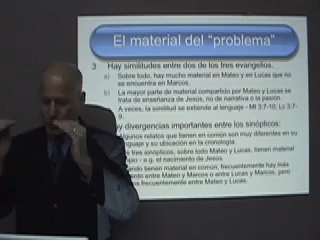 El material del "problema"
3 Hay similitudes entre dos de los tres evangelios.
a) Sobre todo, hay mucho material en Mateo y en Lucas que no
se encuentra en Marcos.
b) La mayor parte de material compartido por Mateo y Lucas se
trata de enseñanza de Jesús, no de narrativa o la pasión.
A veces, la similitud se extiende al lenguaje - Mt 3:7-10; Lc 3:7-
9.
y divergencias importantes entre los sinópticos:
Algunos relatos que tienen en común son muy diferentes en su
y su ubicación en la cronología.
tres sinópticos, sobre todo Mateo y Lucas, tienen material
- e.g. el nacimiento de Jesús.
tienen material en común, frecuentemente hay más
entre Mateo y Marcos o entre Lucas y Marcos, pero
frecuentemente entre Mateo y Lucas.